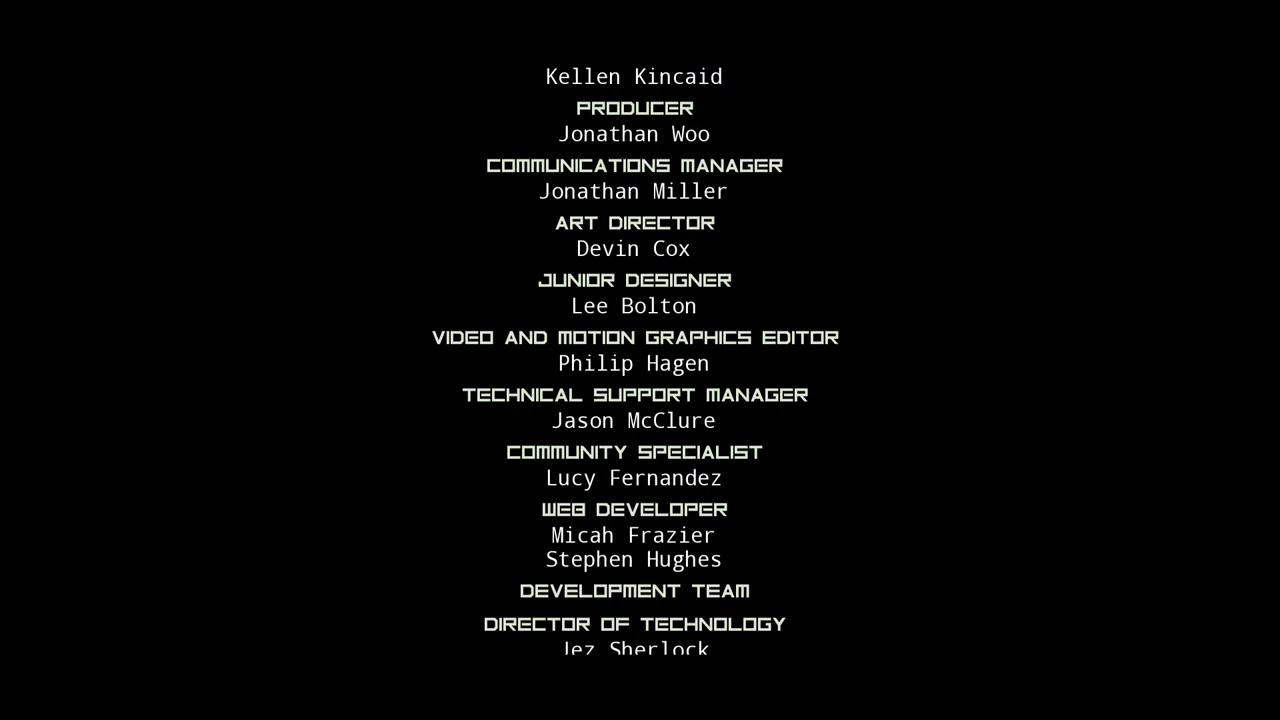 Kellen Kincaid
PRODUCER
Jonathan Woo
COMMUNICATIONS MANAGER
Jonathan Miller
ART DIRECTOR
Devin Cox
JUNIOR DESIGNER
Lee Bolton
VIDEO AND MOTION GRAPHICS EDITOR
Philip Hagen
TECHNICAL SUPPORT MANAGER
Jason McClure
COMMUNITY SPECIALIST
Lucy Fernandez
WEB DEVELOPER
Micah Frazier
Stephen Hughes
DEVELOPMENT TEAM
DIRECTOR OF TECHNOLOGY
Jez Sherlock